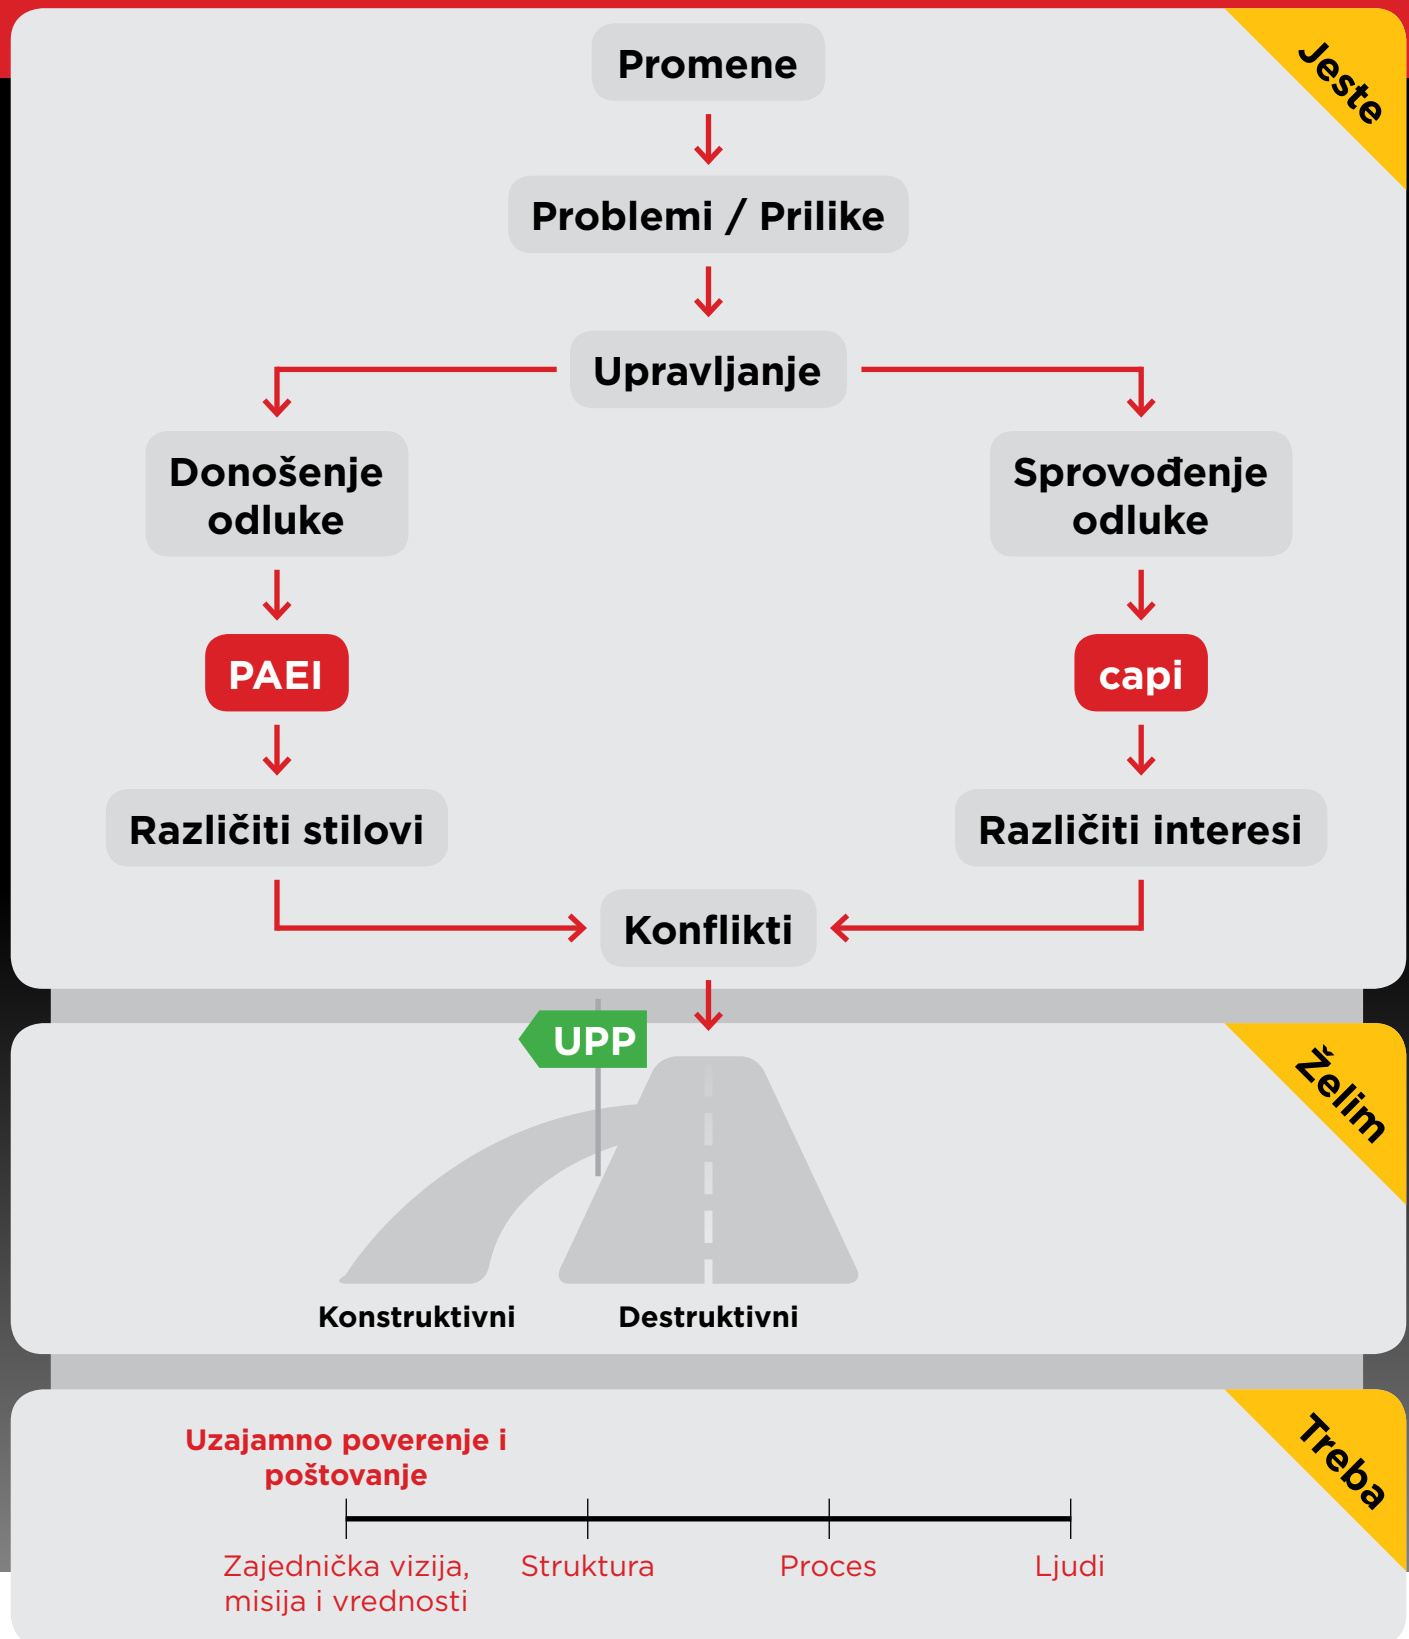 Promene
Jeste
Problemi / Prilike
Upravljanje
Donošenje
odluke
Sprovođenje
odluke
PAEI
capi
Različiti stilovi
Različiti interesi
Konflikti
UPP
Želim
Konstruktivni
Destruktivni
Treba
Uzajamno poverenje i
poštovanje
Zajednička vizija,
misija i vrednosti
Struktura
Proces
Ljudi